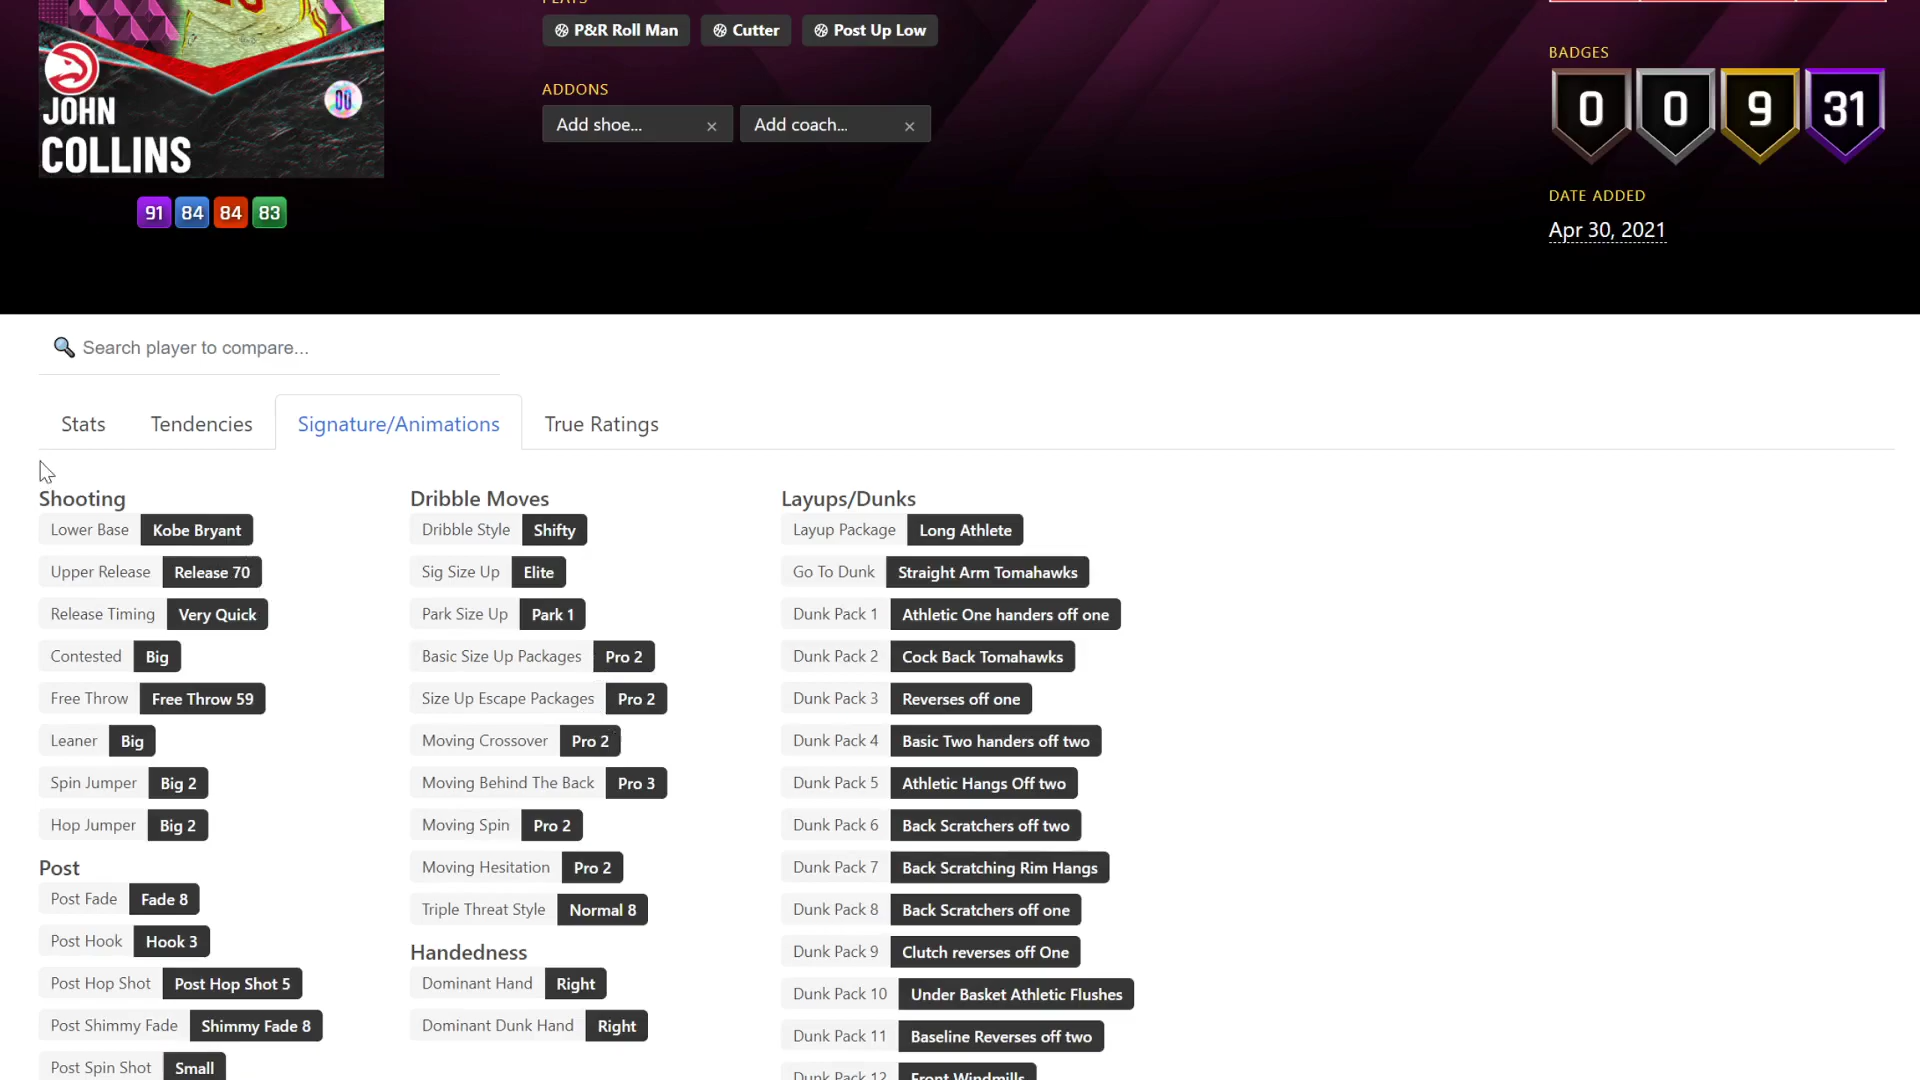 PLAYS
P&R Roll Man
Cutter
Post Up Low
ADDONS
Add shoe... ×
Add coach... ×
JOHN
COLLINS
91 84 84 83
BADGES
0 0 9 31
DATE ADDED
Apr 30, 2021
Search player to compare...
Stats
Tendencies
Signature/Animations
True Ratings
Shooting
Lower Base Kobe Bryant
Upper Release Release 70
Release Timing Very Quick
Contested Big
Free Throw Free Throw 59
Leaner Big
Spin Jumper Big 2
Hop Jumper Big 2
Post
Post Fade Fade 8
Post Hook Hook 3
Post Hop Shot Post Hop Shot 5
Post Shimmy Fade Shimmy Fade 8
Post Spin Shot Small
Dribble Moves
Dribble Style Shifty
Sig Size Up Elite
Park Size Up Park 1
Basic Size Up Packages Pro 2
Size Up Escape Packages Pro 2
Moving Crossover Pro 2
Moving Behind The Back Pro 3
Moving Spin Pro 2
Moving Hesitation Pro 2
Triple Threat Style Normal 8
Handedness
Dominant Hand Right
Dominant Dunk Hand Right
Layups/Dunks
Layup Package Long Athlete
Go To Dunk Straight Arm Tomahawks
Dunk Pack 1 Athletic One handers off one
Dunk Pack 2 Cock Back Tomahawks
Dunk Pack 3 Reverses off one
Dunk Pack 4 Basic Two handers off two
Dunk Pack 5 Athletic Hangs Off two
Dunk Pack 6 Back Scratchers off two
Dunk Pack 7 Back Scratching Rim Hangs
Dunk Pack 8 Back Scratchers off one
Dunk Pack 9 Clutch reverses off One
Dunk Pack 10 Under Basket Athletic Flushes
Dunk Pack 11 Baseline Reverses off two
Dunk Pack 12 Front Windmills